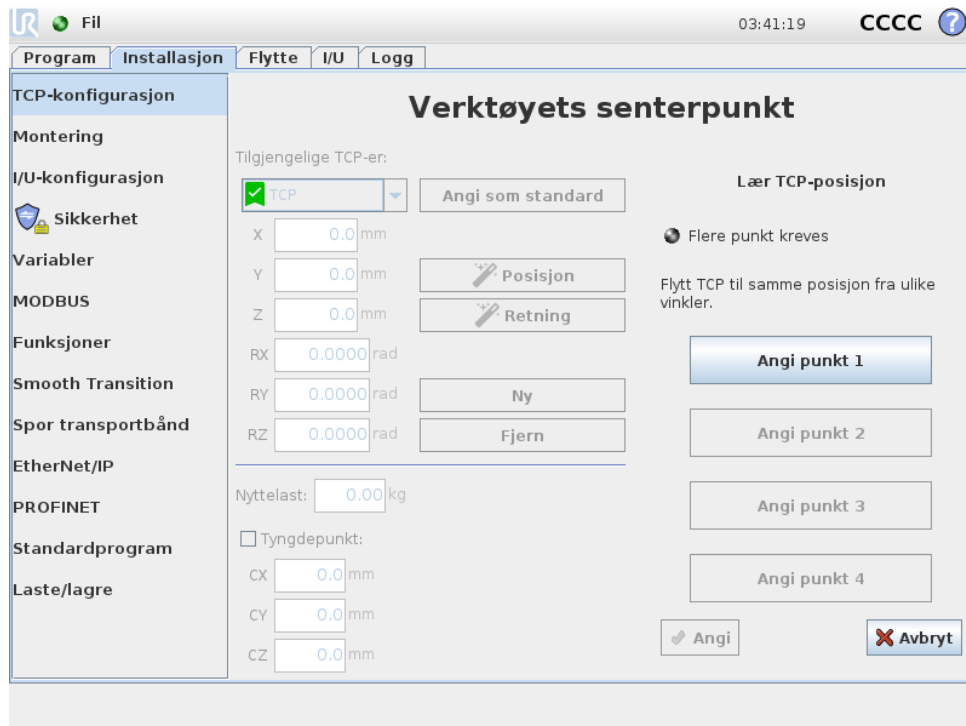 UR Fil 03:41:19 CCCC ?
Program Installasjon Flytte I/U Logg
TCP-konfigurasjon
Montering
I/U-konfigurasjon
Sikkerhet
Variabler
MODBUS
Funksjoner
Smooth Transition
Spor transportbånd
EtherNet/IP
PROFINET
Standardprogram
Laste/lagre
Verktøyets senterpunkt
Tilgjengelige TCP-er:
TCP Angi som standard
X 0.0 mm
Y 0.0 mm Posisjon
Z 0.0 mm Retning
RX 0.0000 rad
RY 0.0000 rad Ny
RZ 0.0000 rad Fjern
Nyttelast: 0.00 kg
Tyngdepunkt:
CX 0.0 mm
CY 0.0 mm
CZ 0.0 mm
Lær TCP-posisjon
Flere punkt kreves
Flytt TCP til samme posisjon fra ulike
vinkler.
Angi punkt 1
Angi punkt 2
Angi punkt 3
Angi punkt 4
Angi Avbryt